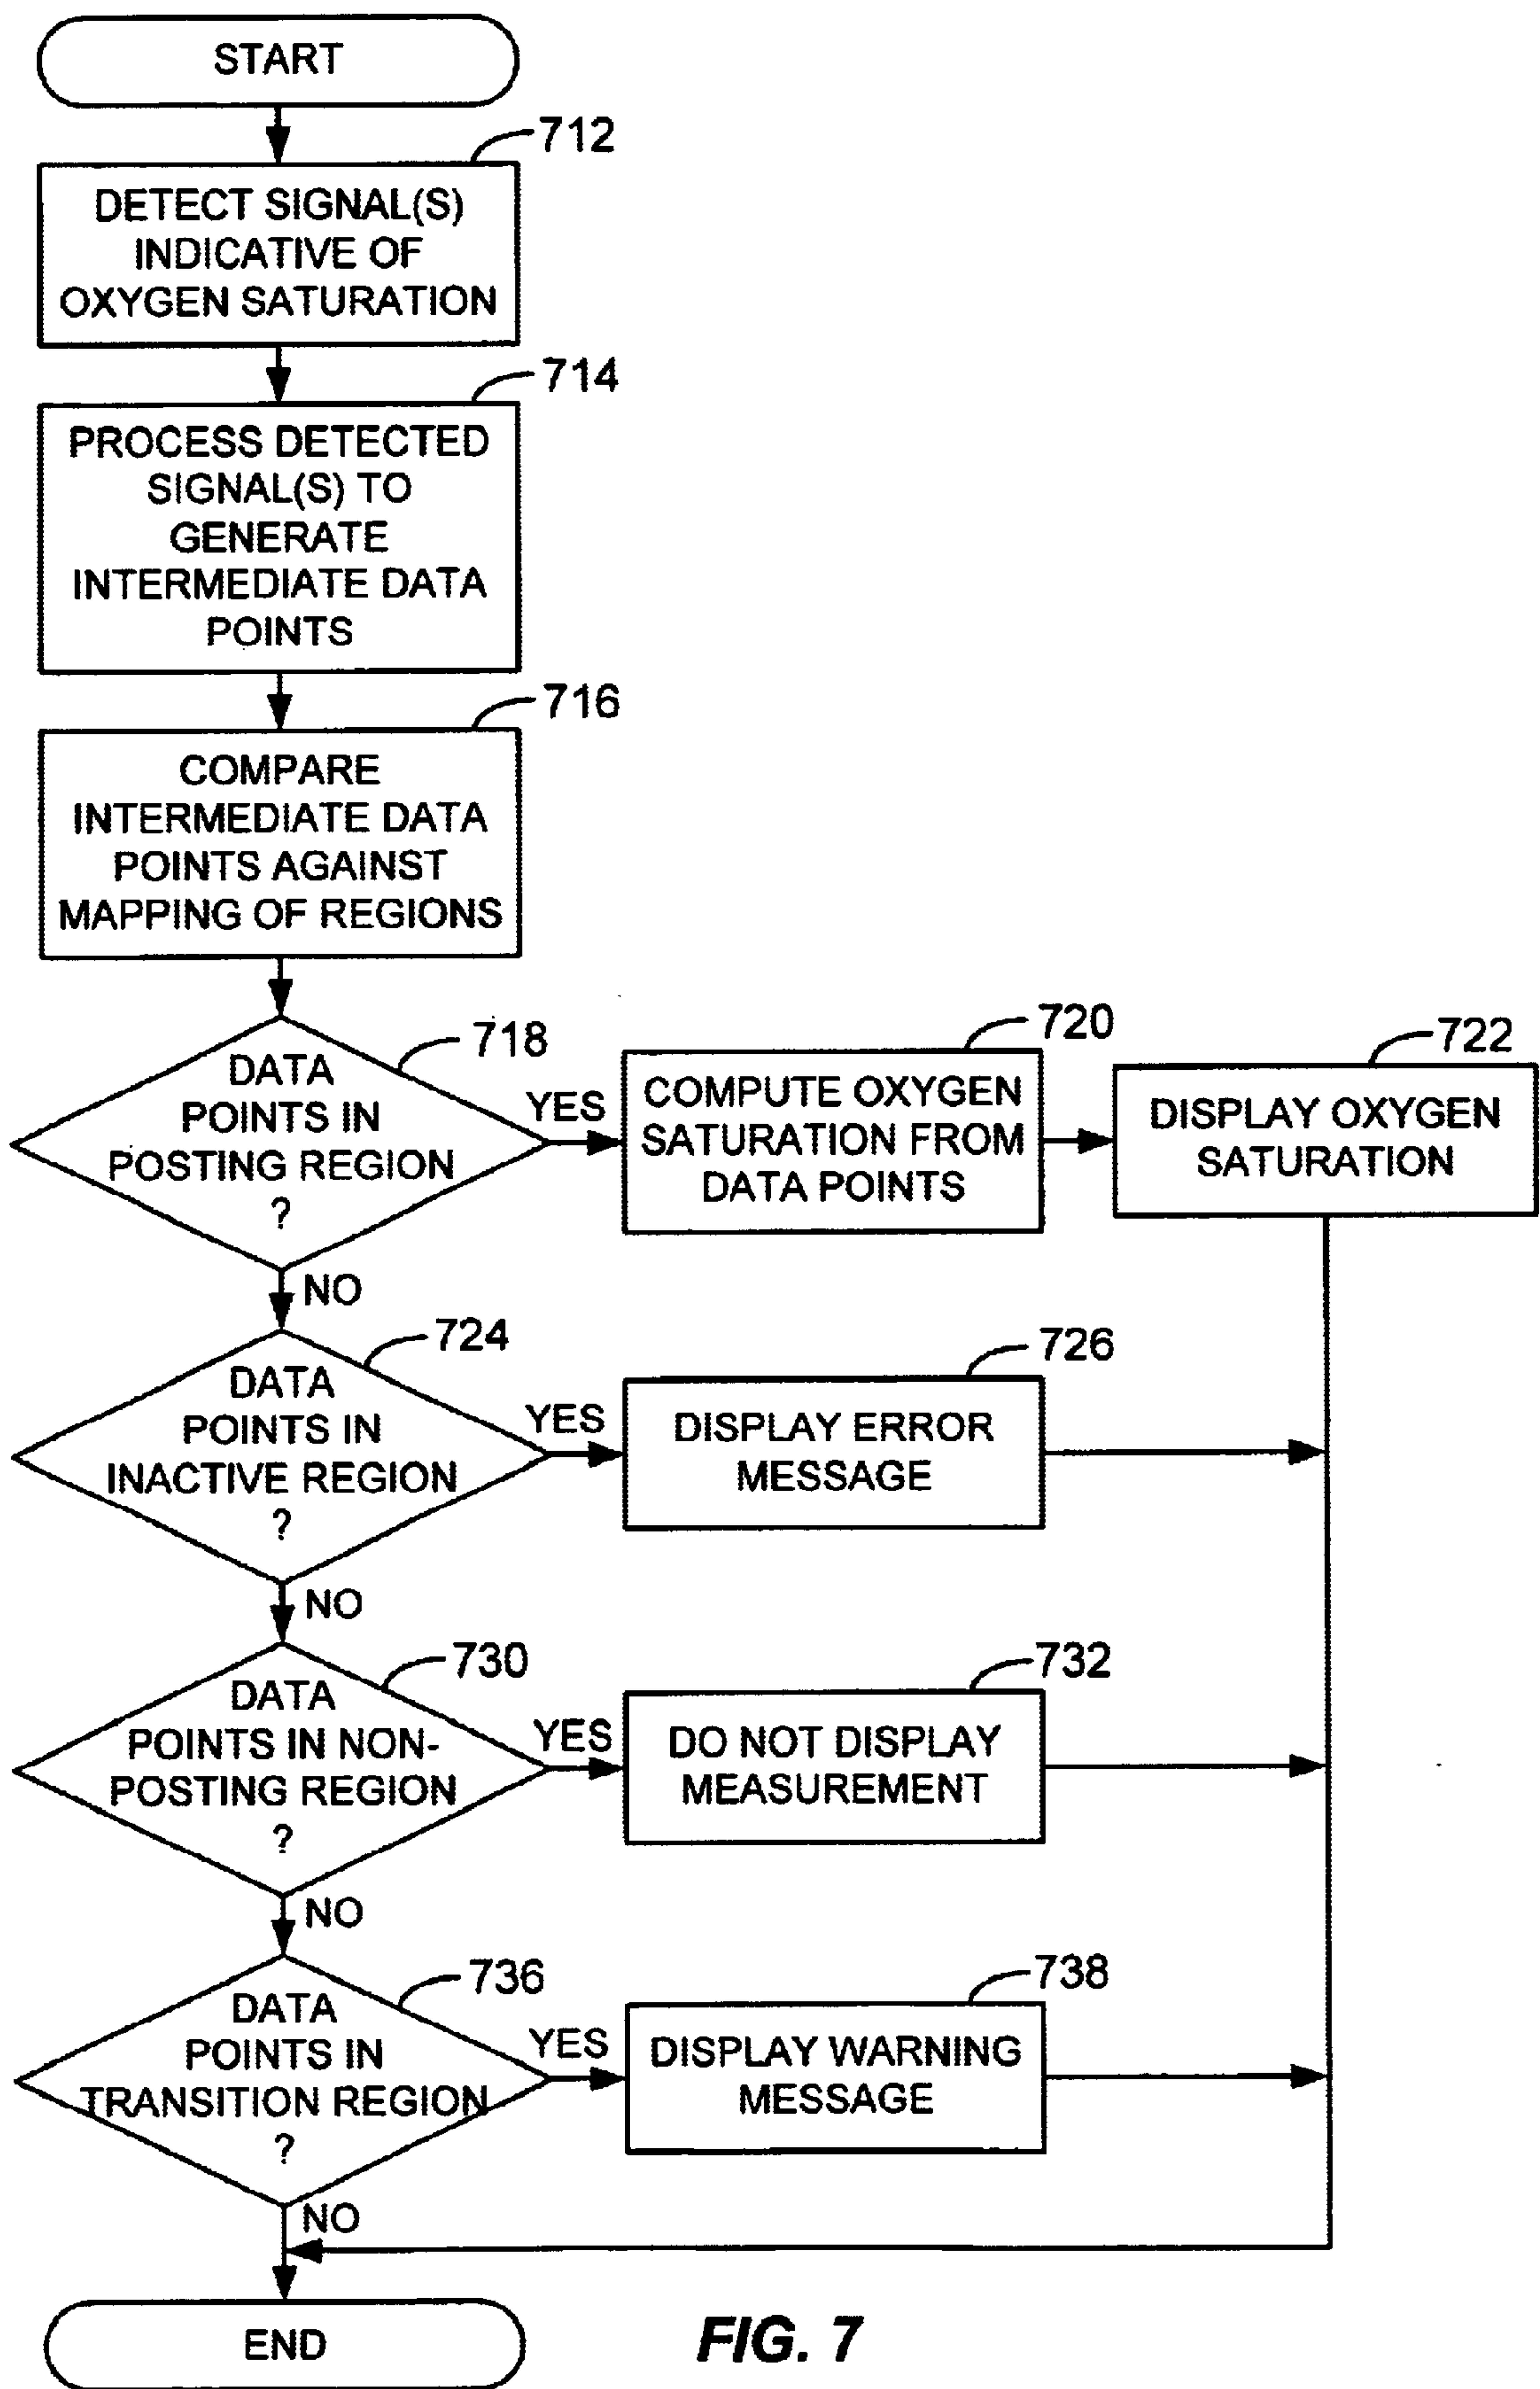 START
712
DETECT SIGNAL(S)
INDICATIVE OF
OXYGEN SATURATION
714
PROCESS DETECTED
SIGNAL(S) TO
GENERATE
INTERMEDIATE DATA
POINTS
716
COMPARE
INTERMEDIATE DATA
POINTS AGAINST
MAPPING OF REGIONS
718
DATA
POINTS IN
POSTING REGION
?
YES
720
COMPUTE OXYGEN
SATURATION FROM
DATA POINTS
722
DISPLAY OXYGEN
SATURATION
NO
724
DATA
POINTS IN
INACTIVE REGION
?
YES
726
DISPLAY ERROR
MESSAGE
NO
730
DATA
POINTS IN NON-
POSTING REGION
?
YES
732
DO NOT DISPLAY
MEASUREMENT
NO
736
DATA
POINTS IN
TRANSITION REGION
?
YES
738
DISPLAY WARNING
MESSAGE
NO
END
FIG. 7